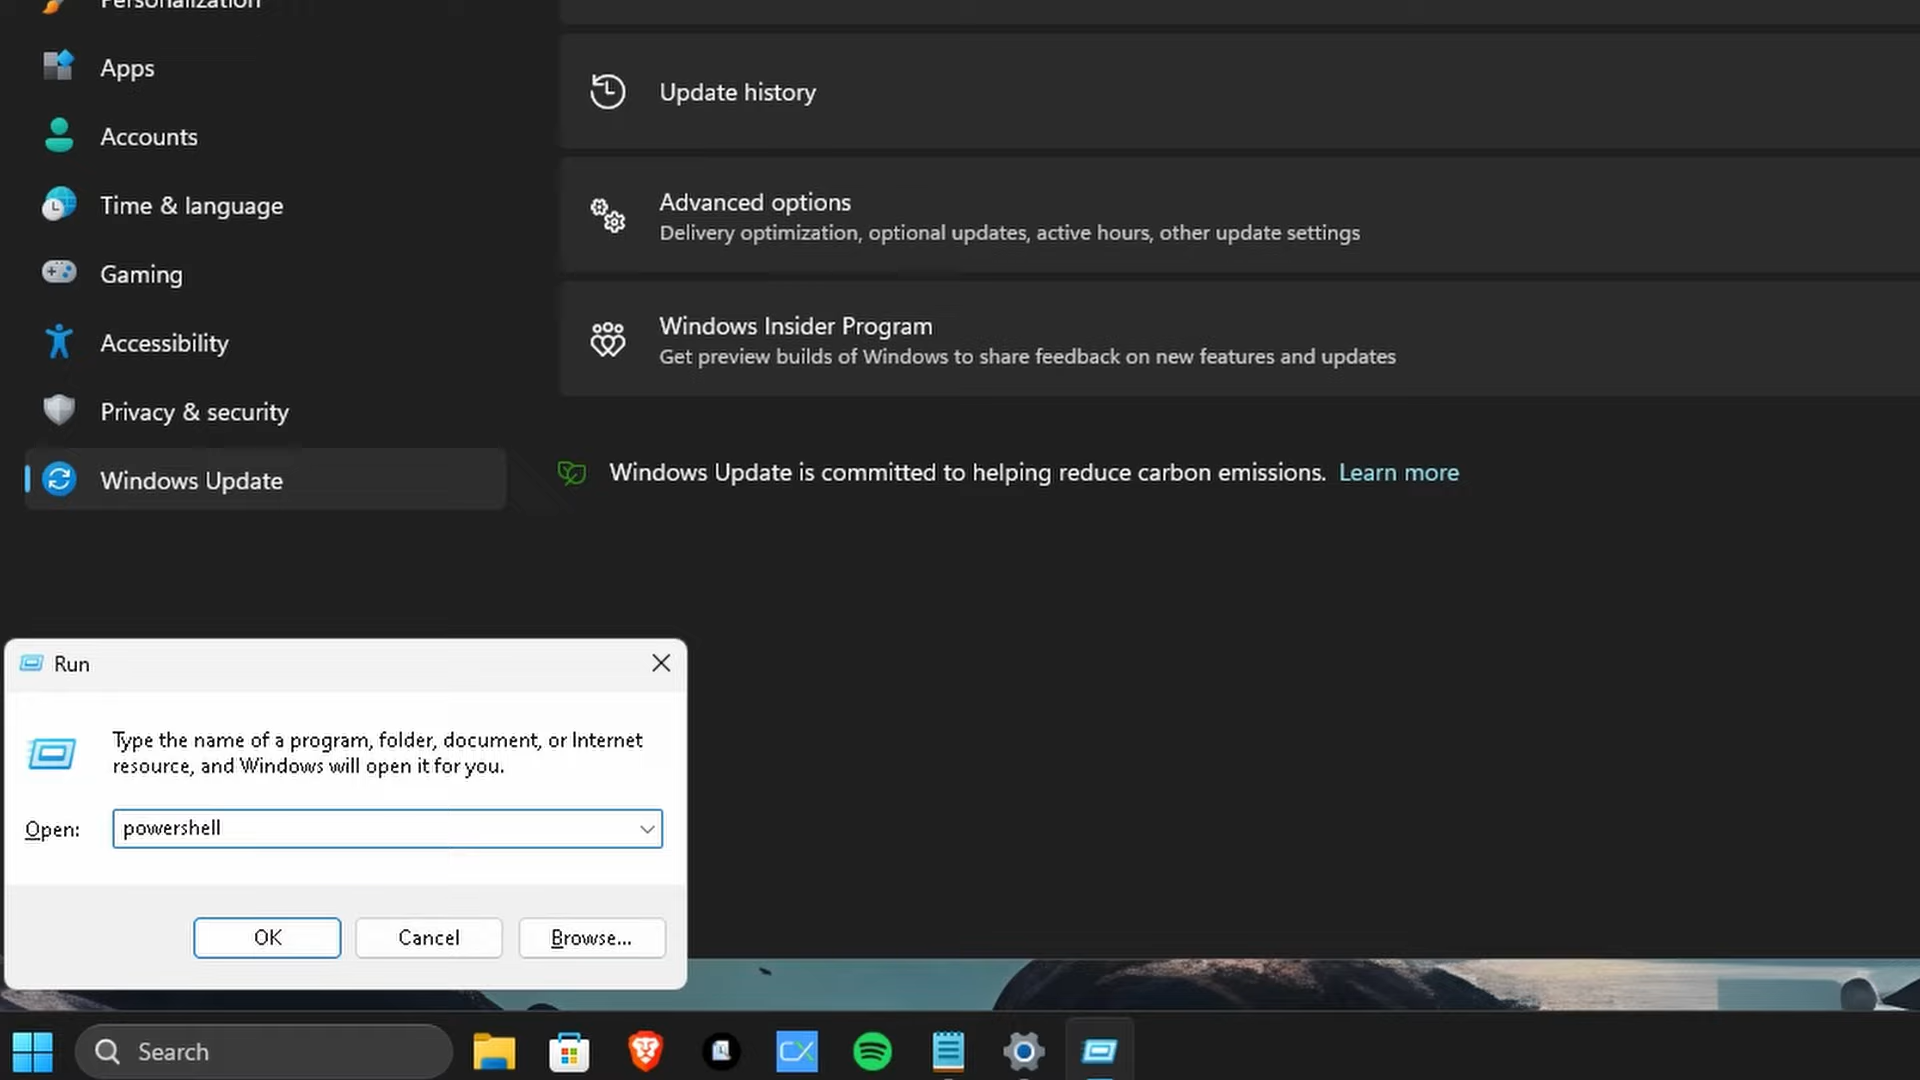 Personalization
Apps
Accounts
Time & language
Gaming
Accessibility
Privacy & security
Windows Update
Update history
Advanced options
Delivery optimization, optional updates, active hours, other update settings
Windows Insider Program
Get preview builds of Windows to share feedback on new features and updates
Windows Update is committed to helping reduce carbon emissions. Learn more
Run
Type the name of a program, folder, document, or Internet
resource, and Windows will open it for you.
Open: powershell
OK Cancel Browse...
Search
CX